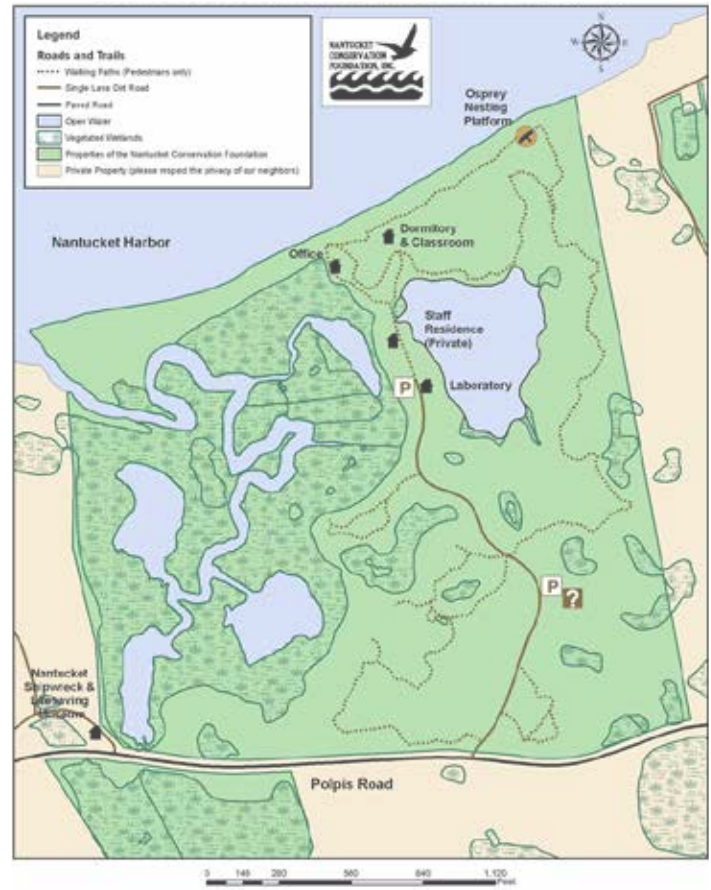 Legend
Roads and Trails
Walking Paths (Pedestrians only)
Single Lane Dirt Road
Paved Road
Open Water
Vegetated Wetlands
Properties of the Nantucket Conservation Foundation
Private Property (please respect the privacy of our neighbors)
NANTUCKET
CONSERVATION
FOUNDATION, INC.
N
W
E
S
Osprey
Nesting
Platform
Nantucket Harbor
Dormitory
& Classroom
Office
Staff
Residence
(Private)
P
Laboratory
P
?
Nantucket
Shipwreck &
Lifesaving
Museum
Polpis Road
0 140 280 560 840 1,120
Feet